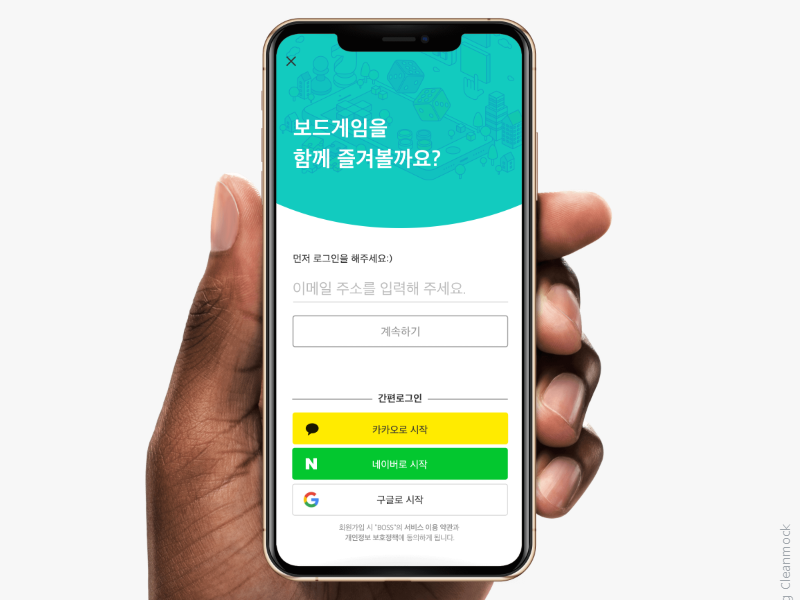 보드게임을
함께 즐겨볼까요?
먼저 로그인을 해주세요:)
이메일 주소를 입력해 주세요.
계속하기
간편로그인
카카오로 시작
N 네이버로 시작
G 구글로 시작
회원가입 시 "BOSS"의 서비스 이용 약관과
개인정보 보호정책에 동의하게 됩니다.
g Cleanmock